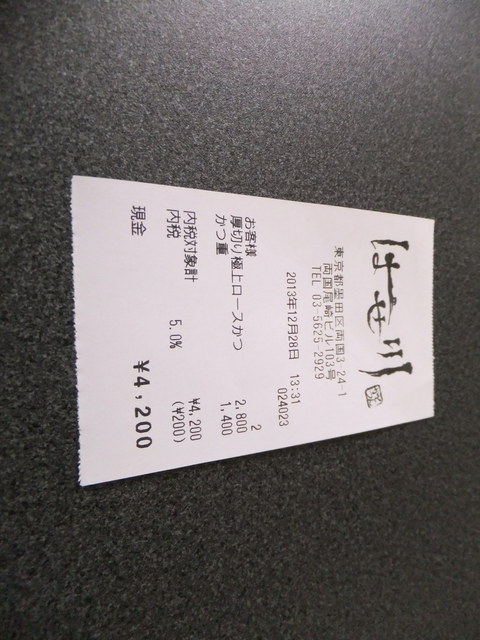 はせ川
東京都墨田区両国3-24-1
両国尾崎ビル103号
TEL 03-5625-2929
2013年12月28日 13:31
024023
お客様 2
厚切り極上ロースかつ 2,800
かつ重 1,400
内税対象計 ¥4,200
内税 5.0% (¥200)
現金 ¥4,200